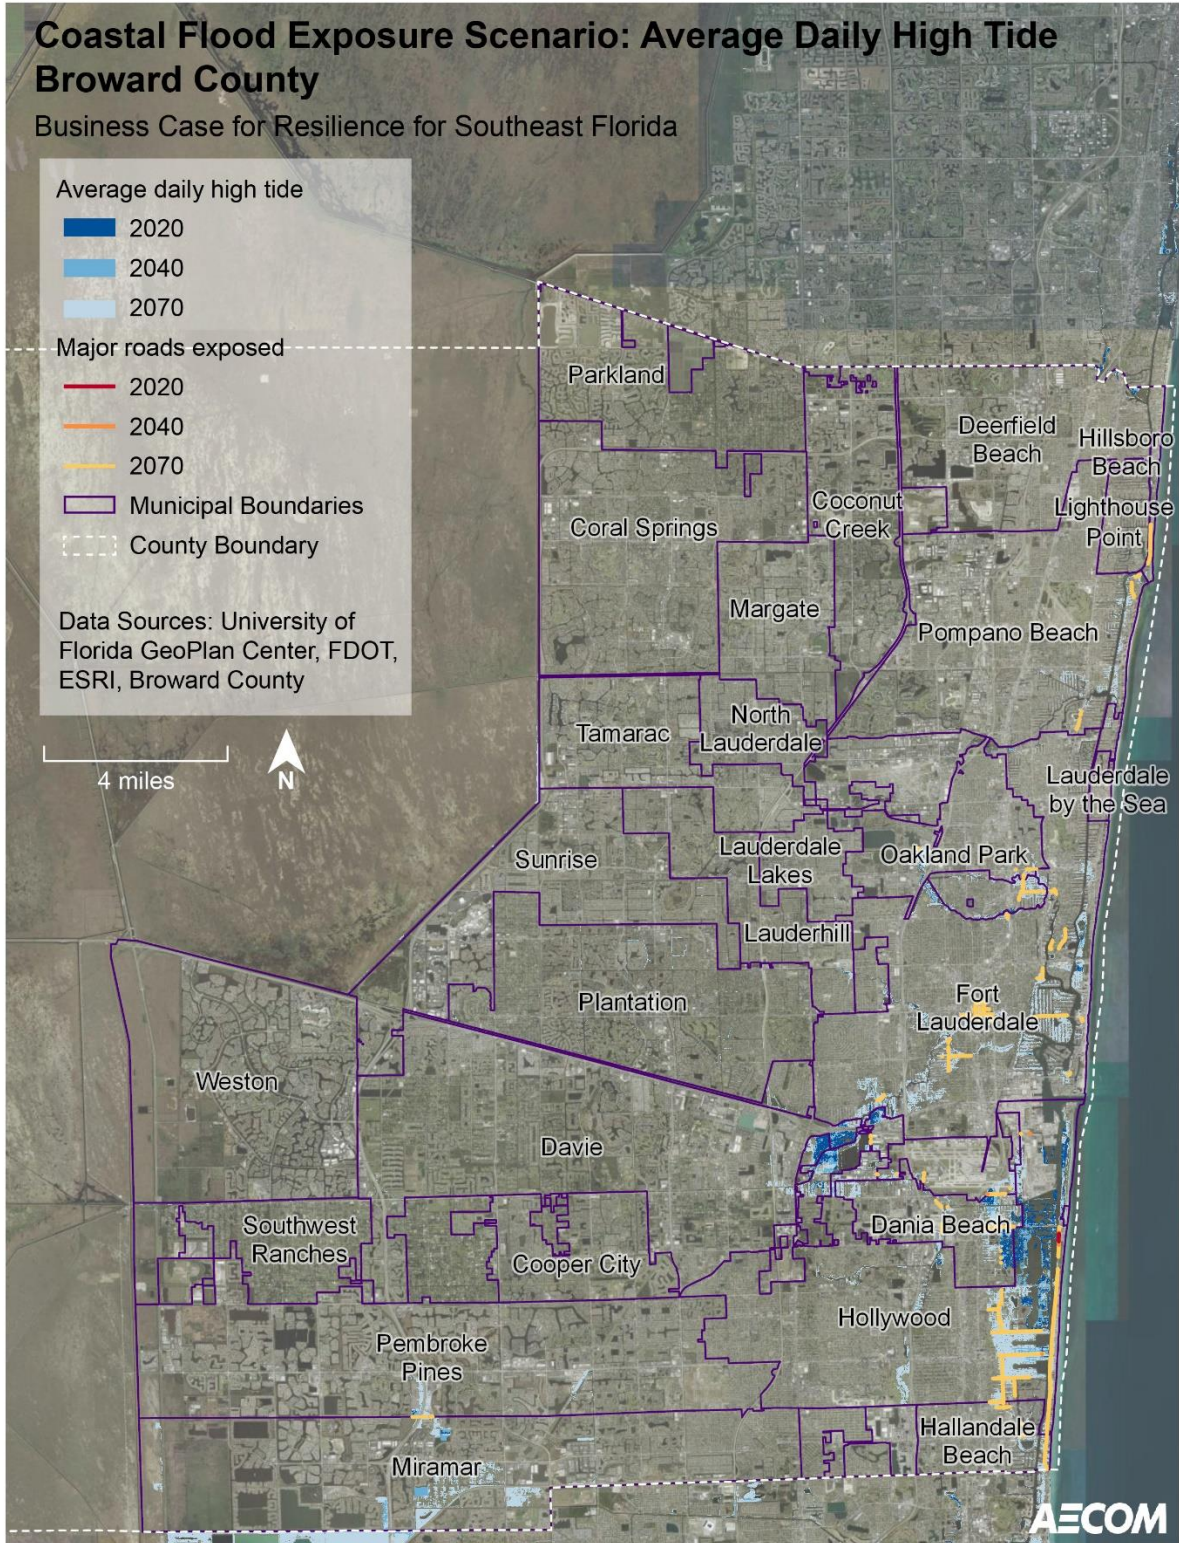 Coastal Flood Exposure Scenario: Average Daily High Tide
Broward County
Business Case for Resilience for Southeast Florida
Average daily high tide
2020
2040
2070
Major roads exposed
2020
2040
2070
Municipal Boundaries
County Boundary
Data Sources: University of
Florida GeoPlan Center, FDOT,
ESRI, Broward County
4 miles
N
Parkland
Deerfield
Beach
Hillsboro
Beach
Coral Springs
Coconut
Creek
Lighthouse
Point
Margate
Pompano Beach
Tamarac
North
Lauderdale
Lauderdale
by the Sea
Sunrise
Lauderdale
Lakes
Oakland Park
Lauderhill
Plantation
Fort
Lauderdale
Weston
Davie
Southwest
Ranches
Cooper City
Dania Beach
Hollywood
Pembroke
Pines
Hallandale
Beach
Miramar
AECOM